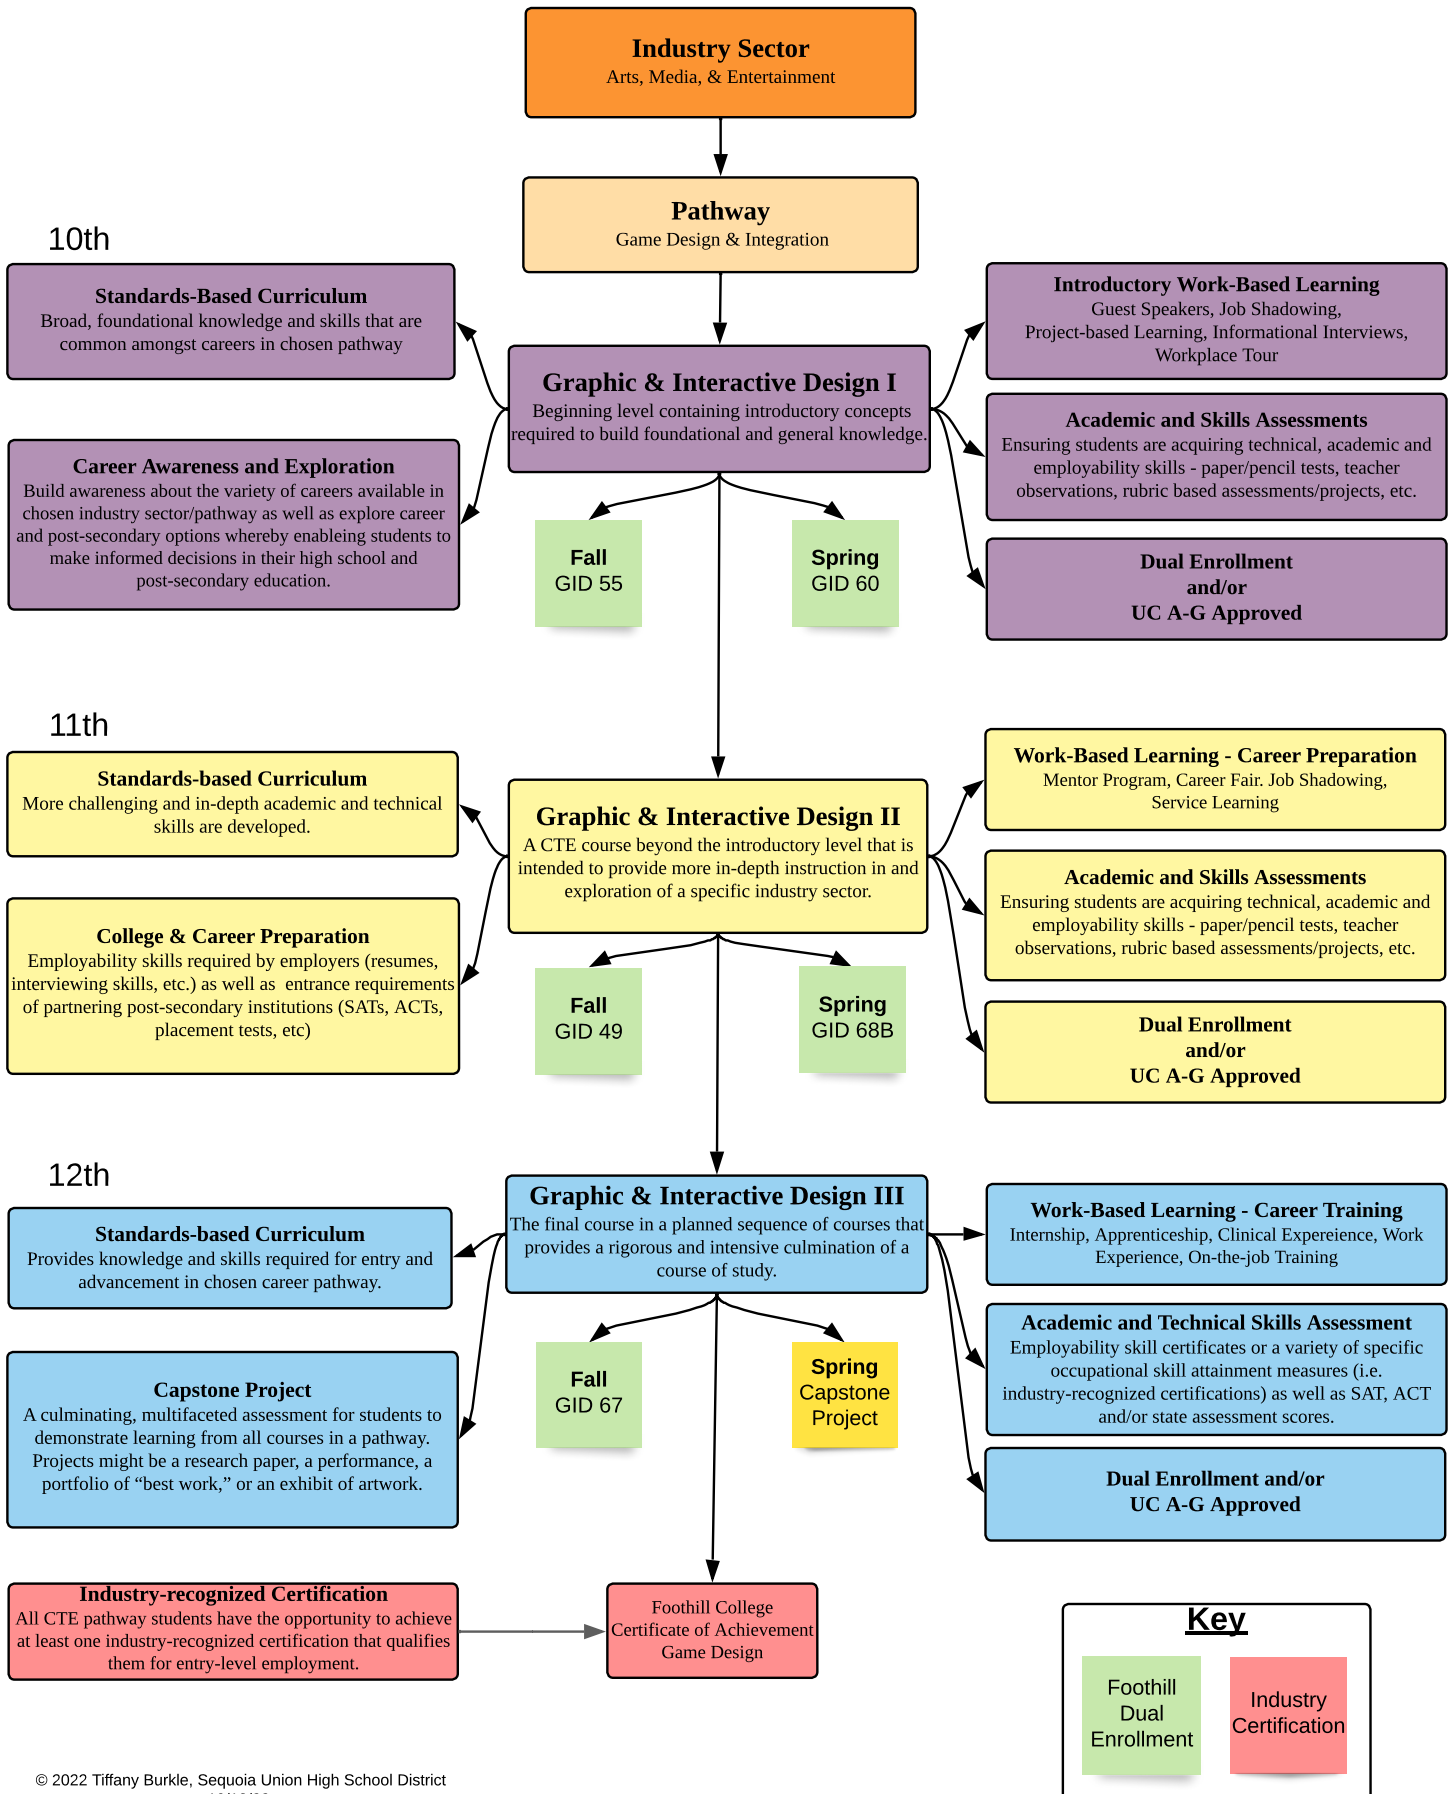 Industry Sector
Arts, Media, & Entertainment
Pathway
Game Design & Integration
10th
Standards-Based Curriculum
Broad, foundational knowledge and skills that are
common amongst careers in chosen pathway
Career Awareness and Exploration
Build awareness about the variety of careers available in
chosen industry sector/pathway as well as explore career
and post-secondary options whereby enableing students to
make informed decisions in their high school and
post-secondary education.
Graphic & Interactive Design I
Beginning level containing introductory concepts
required to build foundational and general knowledge.
Fall
GID 55
Spring
GID 60
Introductory Work-Based Learning
Guest Speakers, Job Shadowing,
Project-based Learning, Informational Interviews,
Workplace Tour
Academic and Skills Assessments
Ensuring students are acquiring technical, academic and
employability skills - paper/pencil tests, teacher
observations, rubric based assessments/projects, etc.
Dual Enrollment
and/or
UC A-G Approved
11th
Standards-based Curriculum
More challenging and in-depth academic and technical
skills are developed.
College & Career Preparation
Employability skills required by employers (resumes,
interviewing skills, etc.) as well as  entrance requirements
of partnering post-secondary institutions (SATs, ACTs,
placement tests, etc)
Graphic & Interactive Design II
A CTE course beyond the introductory level that is
intended to provide more in-depth instruction in and
exploration of a specific industry sector.
Fall
GID 49
Spring
GID 68B
Work-Based Learning - Career Preparation
Mentor Program, Career Fair. Job Shadowing,
Service Learning
Academic and Skills Assessments
Ensuring students are acquiring technical, academic and
employability skills - paper/pencil tests, teacher
observations, rubric based assessments/projects, etc.
Dual Enrollment
and/or
UC A-G Approved
12th
Standards-based Curriculum
Provides knowledge and skills required for entry and
advancement in chosen career pathway.
Capstone Project
A culminating, multifaceted assessment for students to
demonstrate learning from all courses in a pathway.
Projects might be a research paper, a performance, a
portfolio of “best work,” or an exhibit of artwork.
Graphic & Interactive Design III
The final course in a planned sequence of courses that
provides a rigorous and intensive culmination of a
course of study.
Fall
GID 67
Spring
Capstone
Project
Work-Based Learning - Career Training
Internship, Apprenticeship, Clinical Expereience, Work
Experience, On-the-job Training
Academic and Technical Skills Assessment
Employability skill certificates or a variety of specific
occupational skill attainment measures (i.e.
industry-recognized certifications) as well as SAT, ACT
and/or state assessment scores.
Dual Enrollment and/or
UC A-G Approved
Industry-recognized Certification
All CTE pathway students have the opportunity to achieve
at least one industry-recognized certification that qualifies
them for entry-level employment.
Foothill College
Certificate of Achievement
Game Design
Key
Foothill
Dual
Enrollment
Industry
Certification
© 2022 Tiffany Burkle, Sequoia Union High School District